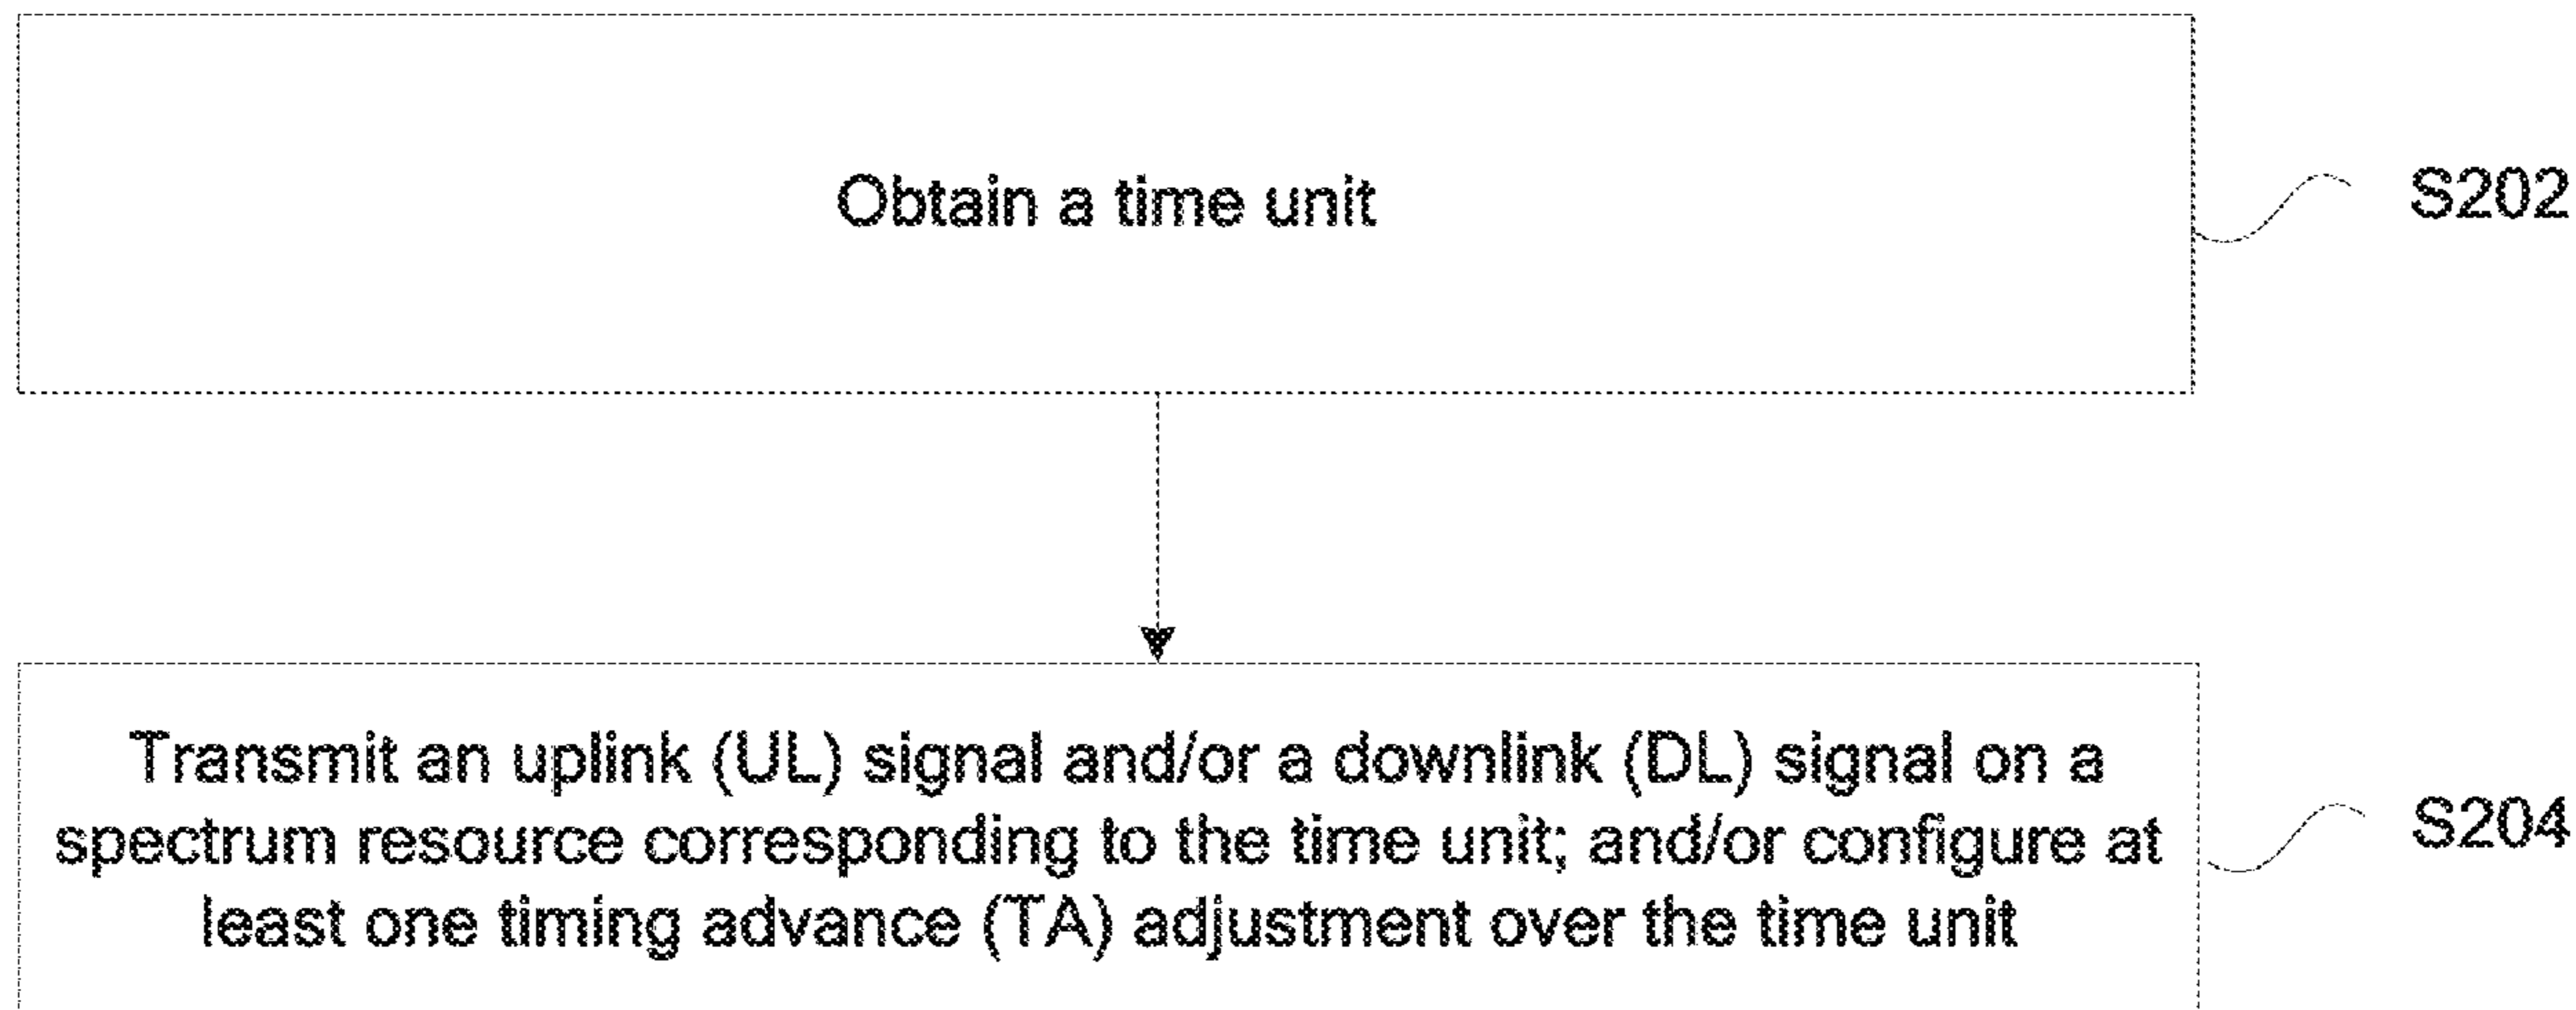 Obtain a time unit
S202
Transmit an uplink (UL) signal and/or a downlink (DL) signal on a
spectrum resource corresponding to the time unit; and/or configure at
least one timing advance (TA) adjustment over the time unit
S204